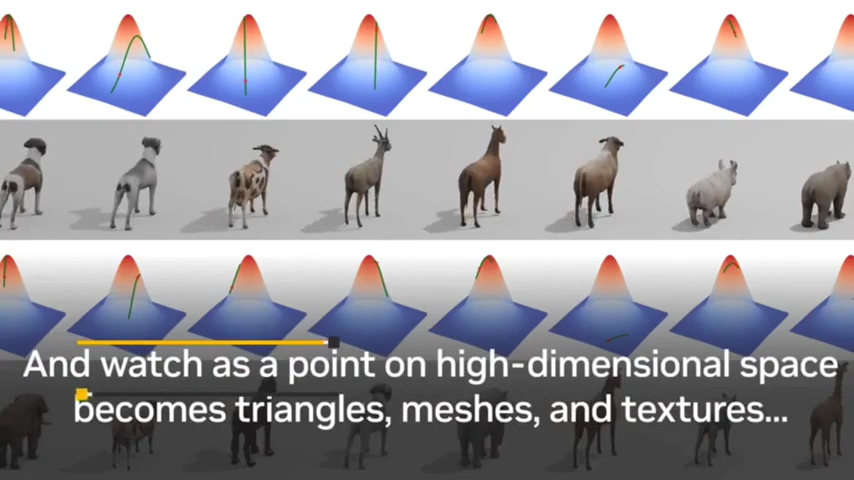 And watch as a point on high-dimensional space
becomes triangles, meshes, and textures...